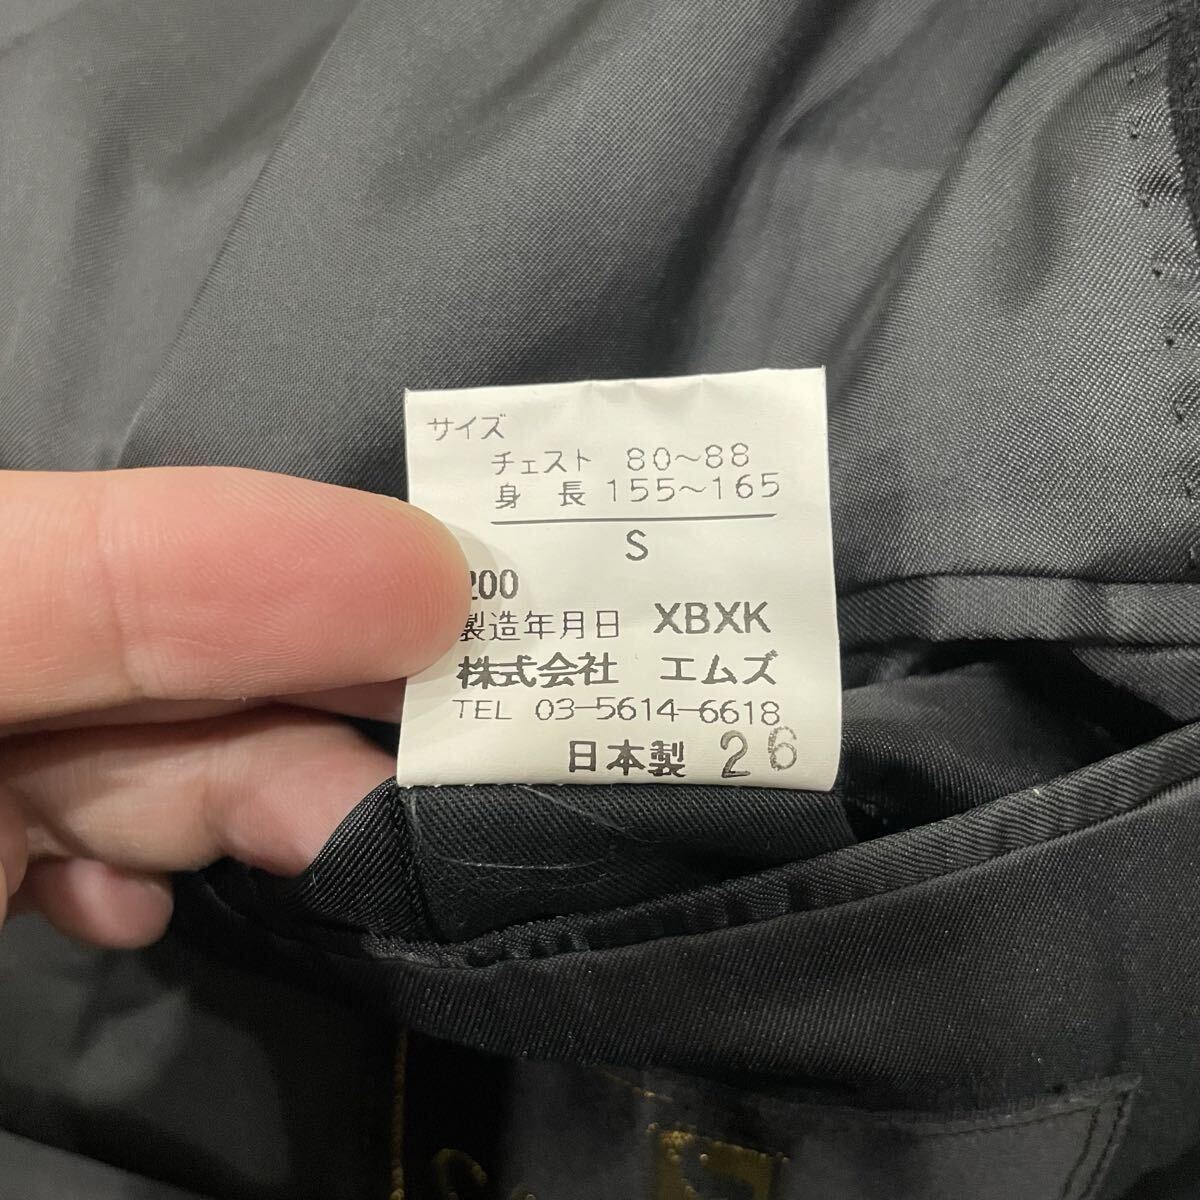 サイズ
チェスト 80～88
身長 155～165
S
200
製造年月日 XBXK
株式会社 エムズ
TEL 03-5614-6618
日本製 26